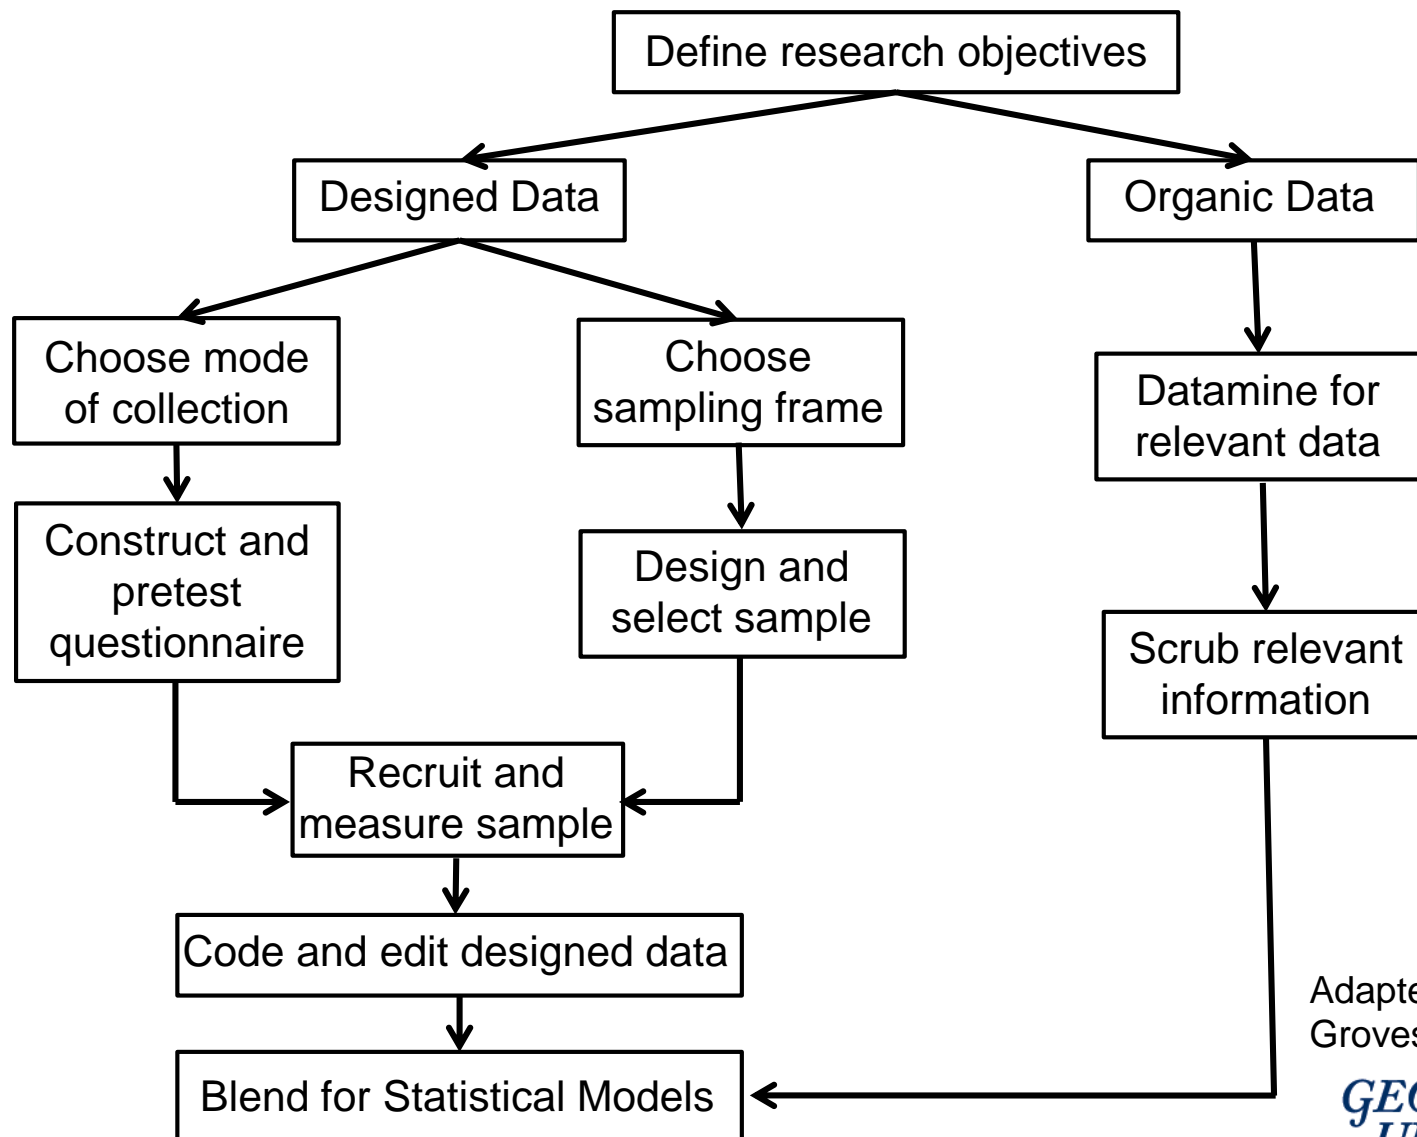 Define research objectives
Designed Data
Organic Data
Choose mode
of collection
Choose
sampling frame
Datamine for
relevant data
Construct and
pretest
questionnaire
Design and
select sample
Scrub relevant
information
Recruit and
measure sample
Code and edit designed data
Blend for Statistical Models
Groves